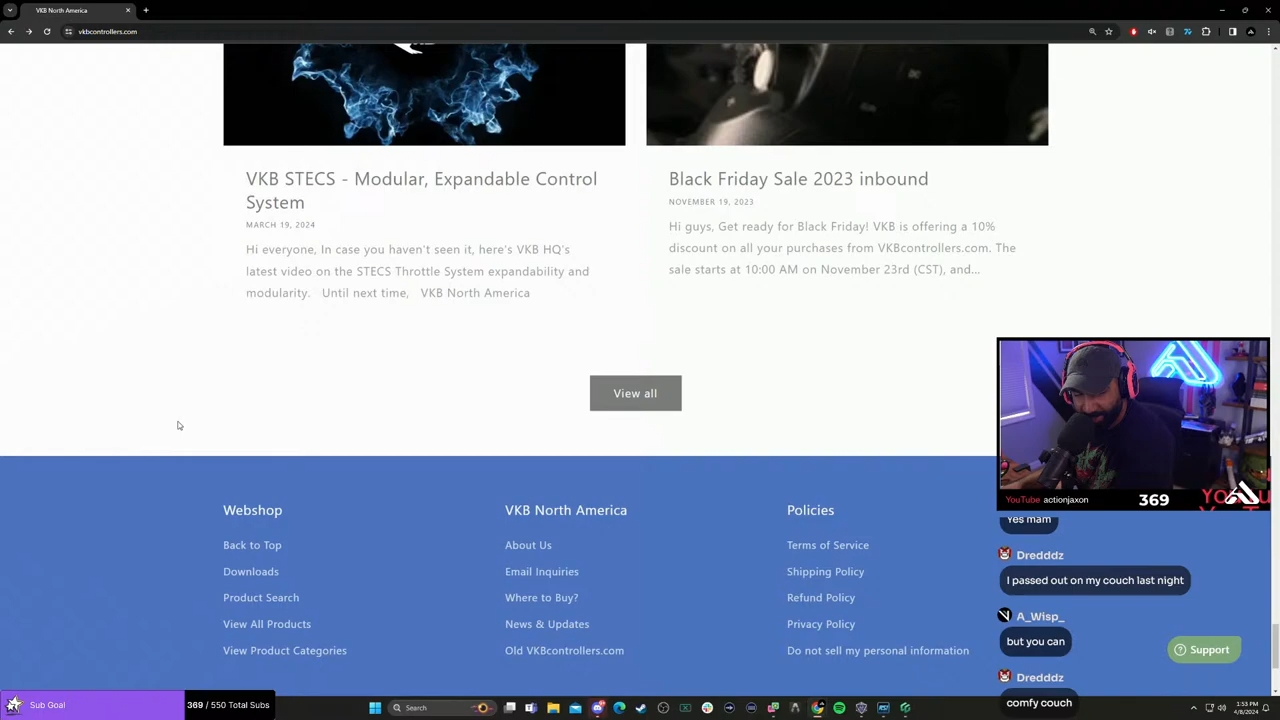 VKB North America
vkbcontrollers.com
VKB STECS - Modular, Expandable Control
System
MARCH 19, 2024
Hi everyone, In case you haven't seen it, here's VKB HQ's
latest video on the STECS Throttle System expandability and
modularity. Until next time, VKB North America
Black Friday Sale 2023 inbound
NOVEMBER 19, 2023
Hi guys, Get ready for Black Friday! VKB is offering a 10%
discount on all your purchases from VKBcontrollers.com. The
sale starts at 10:00 AM on November 23rd (CST), and...
View all
Webshop
Back to Top
Downloads
Product Search
View All Products
View Product Categories
VKB North America
About Us
Email Inquiries
Where to Buy?
News & Updates
Old VKBcontrollers.com
Policies
Terms of Service
Shipping Policy
Refund Policy
Privacy Policy
Do not sell my personal information
YouTube actionjaxon
369
Yes mam
Dredddz
I passed out on my couch last night
A_Wisp_
but you can
Dredddz
comfy couch
Support
Sub Goal
369 / 550 Total Subs
Search
1:53 PM
4/8/2024